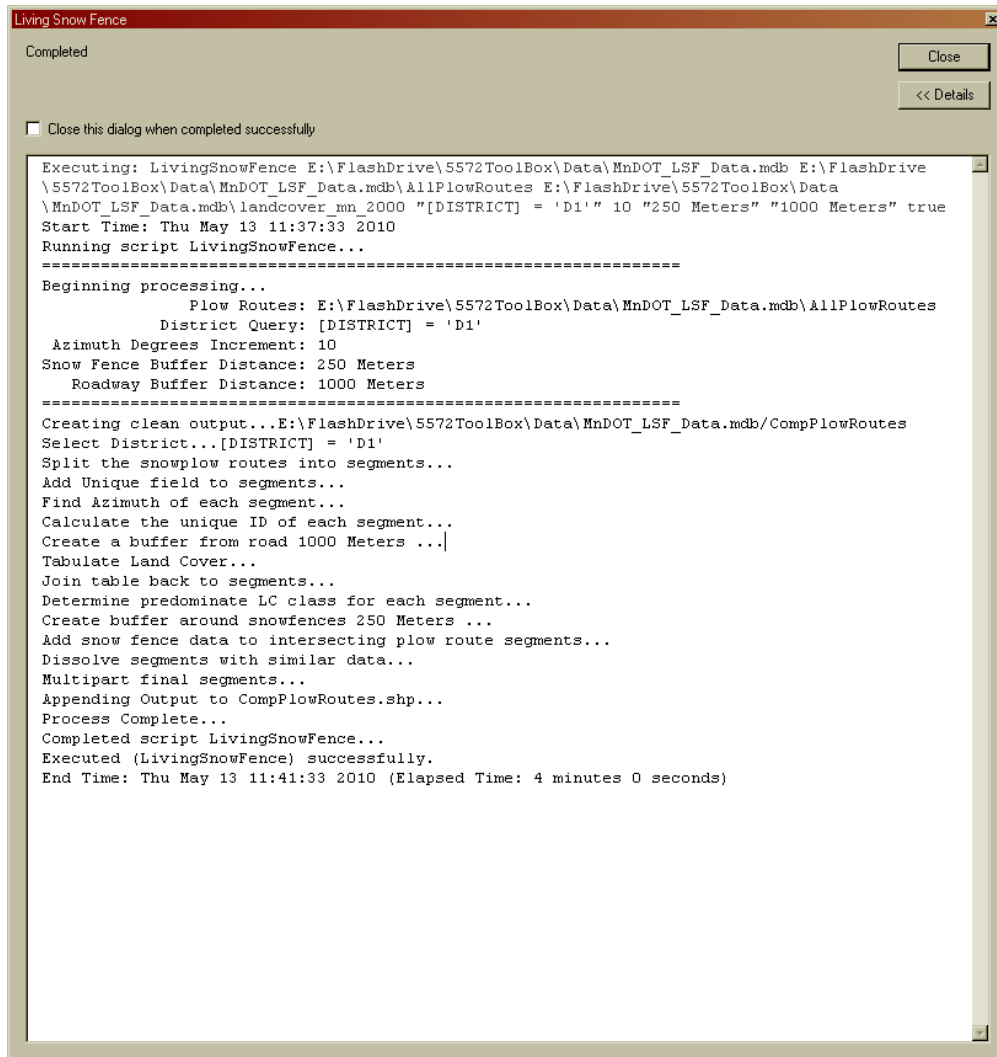 Living Snow Fence
Completed
Close
<< Details
Close this dialog when completed successfully
Executing: LivingSnowFence E:\FlashDrive\5572ToolBox\Data\MnDOT_LSF_Data.mdb E:\FlashDrive
\5572ToolBox\Data\MnDOT_LSF_Data.mdb\AllPlowRoutes E:\FlashDrive\5572ToolBox\Data
\MnDOT_LSF_Data.mdb\landcover_mn_2000 "[DISTRICT] = 'D1'" 10 "250 Meters" "1000 Meters" true
Start Time: Thu May 13 11:37:33 2010
Running script LivingSnowFence...
=================================================================
Beginning processing...
Plow Routes: E:\FlashDrive\5572ToolBox\Data\MnDOT_LSF_Data.mdb\AllPlowRoutes
District Query: [DISTRICT] = 'D1'
Azimuth Degrees Increment: 10
Snow Fence Buffer Distance: 250 Meters
Roadway Buffer Distance: 1000 Meters
=================================================================
Creating clean output...E:\FlashDrive\5572ToolBox\Data\MnDOT_LSF_Data.mdb/CompPlowRoutes
Select District...[DISTRICT] = 'D1'
Split the snowplow routes into segments...
Add Unique field to segments...
Find Azimuth of each segment...
Calculate the unique ID of each segment...
Create a buffer from road 1000 Meters ...
Tabulate Land Cover...
Join table back to segments...
Determine predominate LC class for each segment...
Create buffer around snowfences 250 Meters ...
Add snow fence data to intersecting plow route segments...
Dissolve segments with similar data...
Multipart final segments...
Appending Output to CompPlowRoutes.shp...
Process Complete...
Completed script LivingSnowFence...
Executed (LivingSnowFence) successfully.
End Time: Thu May 13 11:41:33 2010 (Elapsed Time: 4 minutes 0 seconds)